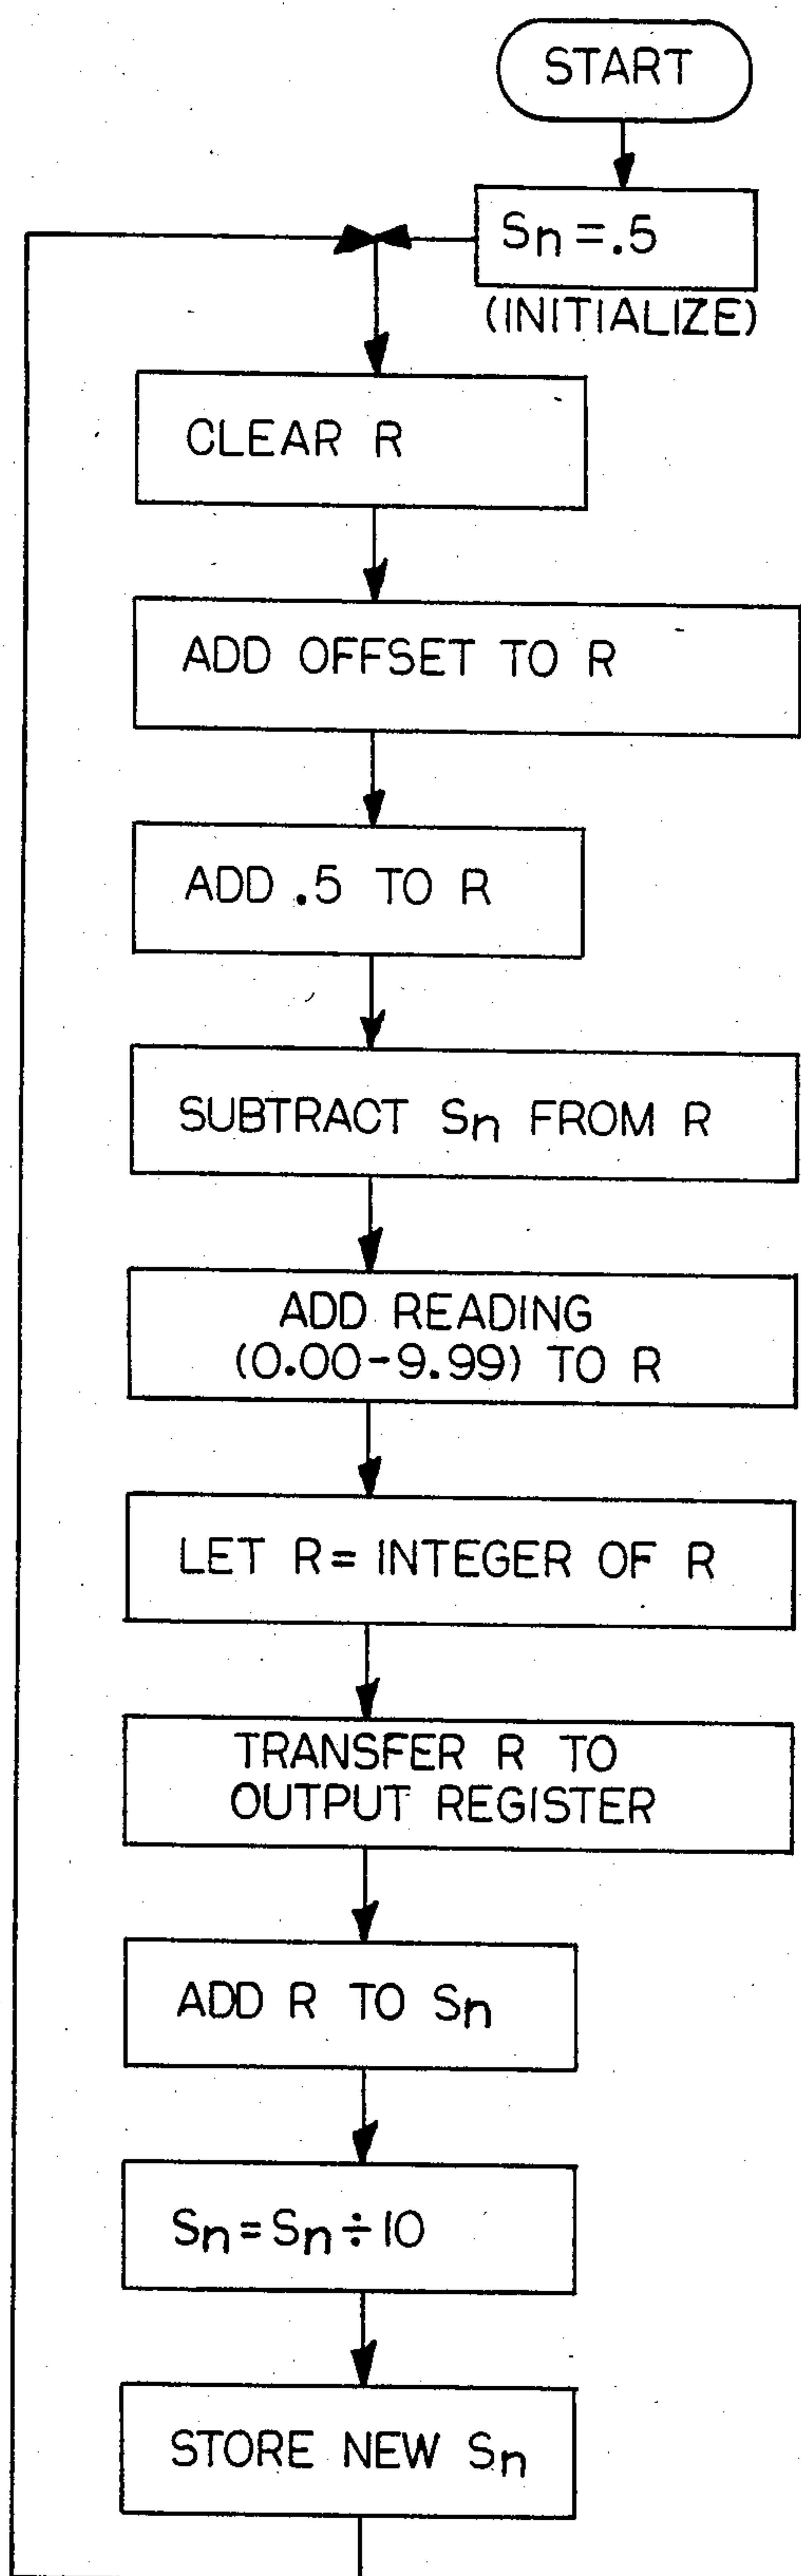 START
Sn = .5
(INITIALIZE)
CLEAR R
ADD OFFSET TO R
ADD .5 TO R
SUBTRACT Sn FROM R
ADD READING
(0.00-9.99) TO R
LET R = INTEGER OF R
TRANSFER R TO
OUTPUT REGISTER
ADD R TO Sn
Sn = Sn ÷ 10
STORE NEW Sn